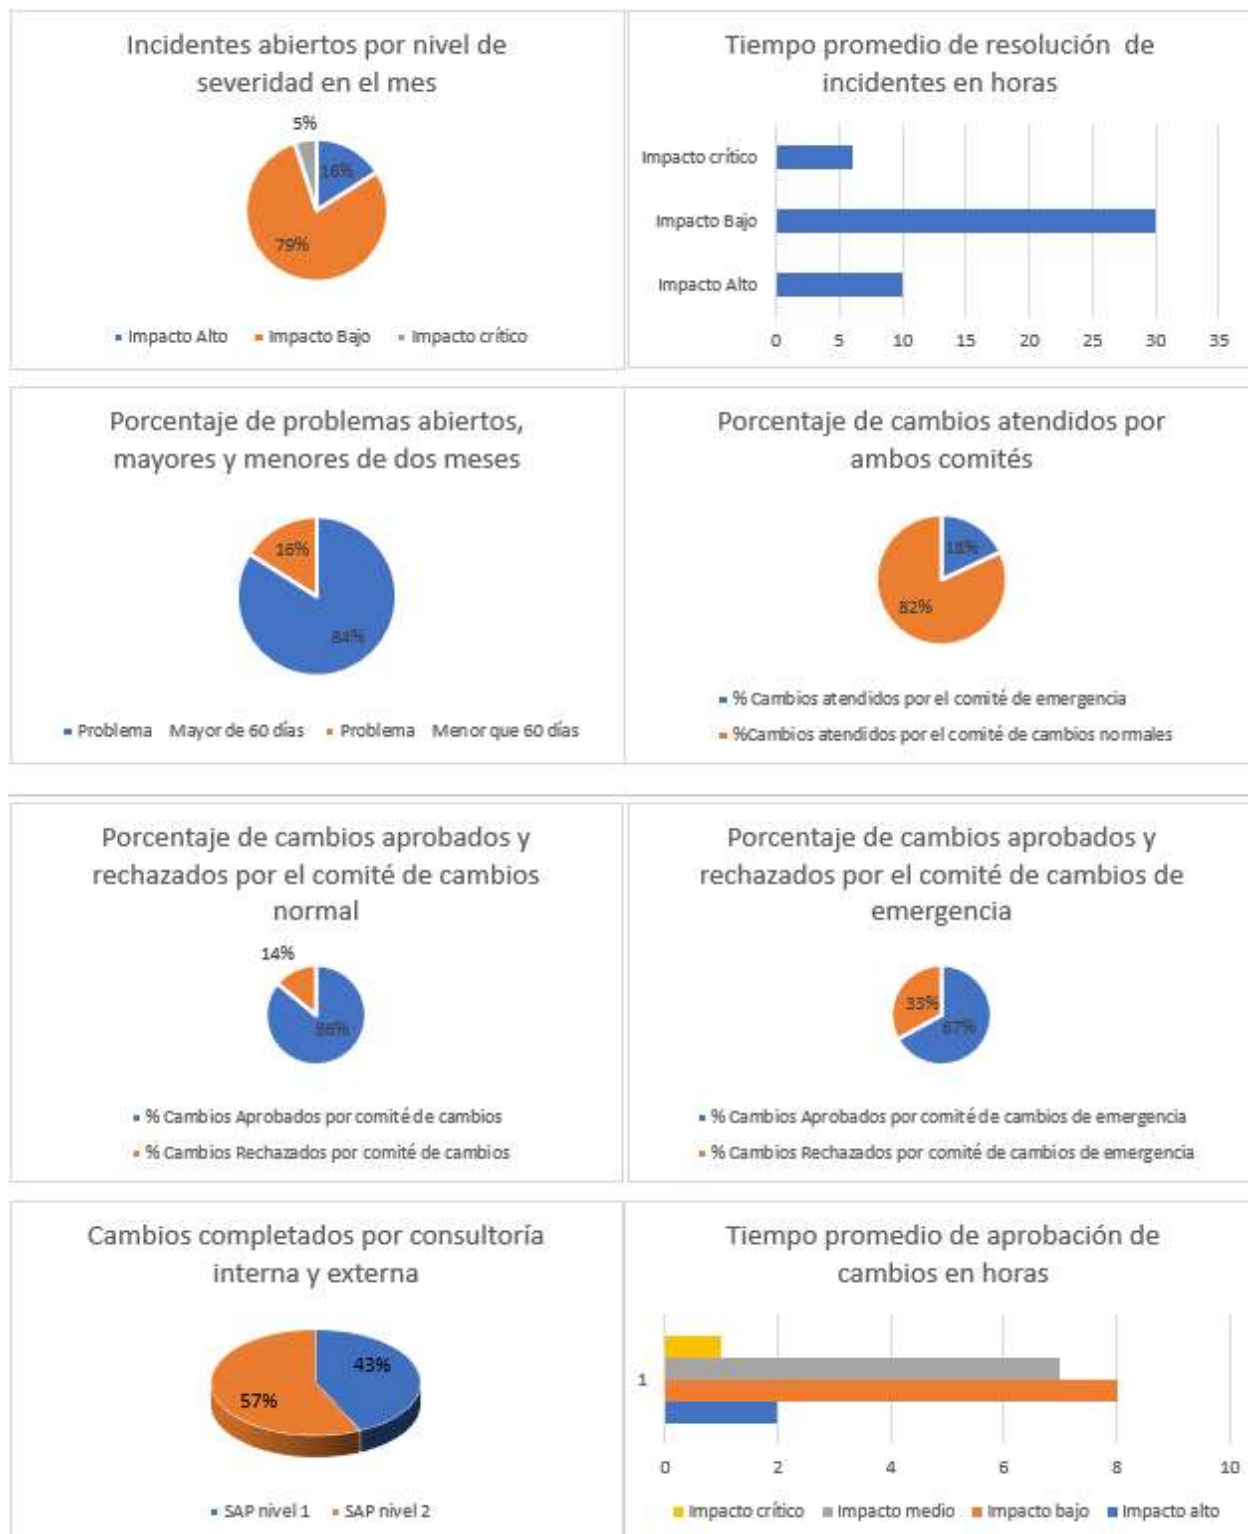 Incidentes abiertos por nivel de
severidad en el mes
5%
16%
79%
Impacto Alto Impacto Bajo Impacto crítico
Tiempo promedio de resolución de
incidentes en horas
Impacto crítico
Impacto Bajo
Impacto Alto
0 5 10 15 20 25 30 35
Porcentaje de problemas abiertos,
mayores y menores de dos meses
16%
84%
Problema Mayor de 60 días Problema Menor que 60 días
Porcentaje de cambios atendidos por
ambos comités
18%
82%
% Cambios atendidos por el comité de emergencia
%Cambios atendidos por el comité de cambios normales
Porcentaje de cambios aprobados y
rechazados por el comité de cambios
normal
14%
86%
% Cambios Aprobados por comité de cambios
% Cambios Rechazados por comité de cambios
Porcentaje de cambios aprobados y
rechazados por el comité de cambios de
emergencia
33%
67%
% Cambios Aprobados por comité de cambios de emergencia
% Cambios Rechazados por comité de cambios de emergencia
Cambios completados por consultoría
interna y externa
43%
57%
SAP nivel 1 SAP nivel 2
Tiempo promedio de aprobación de
cambios en horas
1
0 2 4 6 8 10
Impacto crítico Impacto medio Impacto bajo Impacto alto